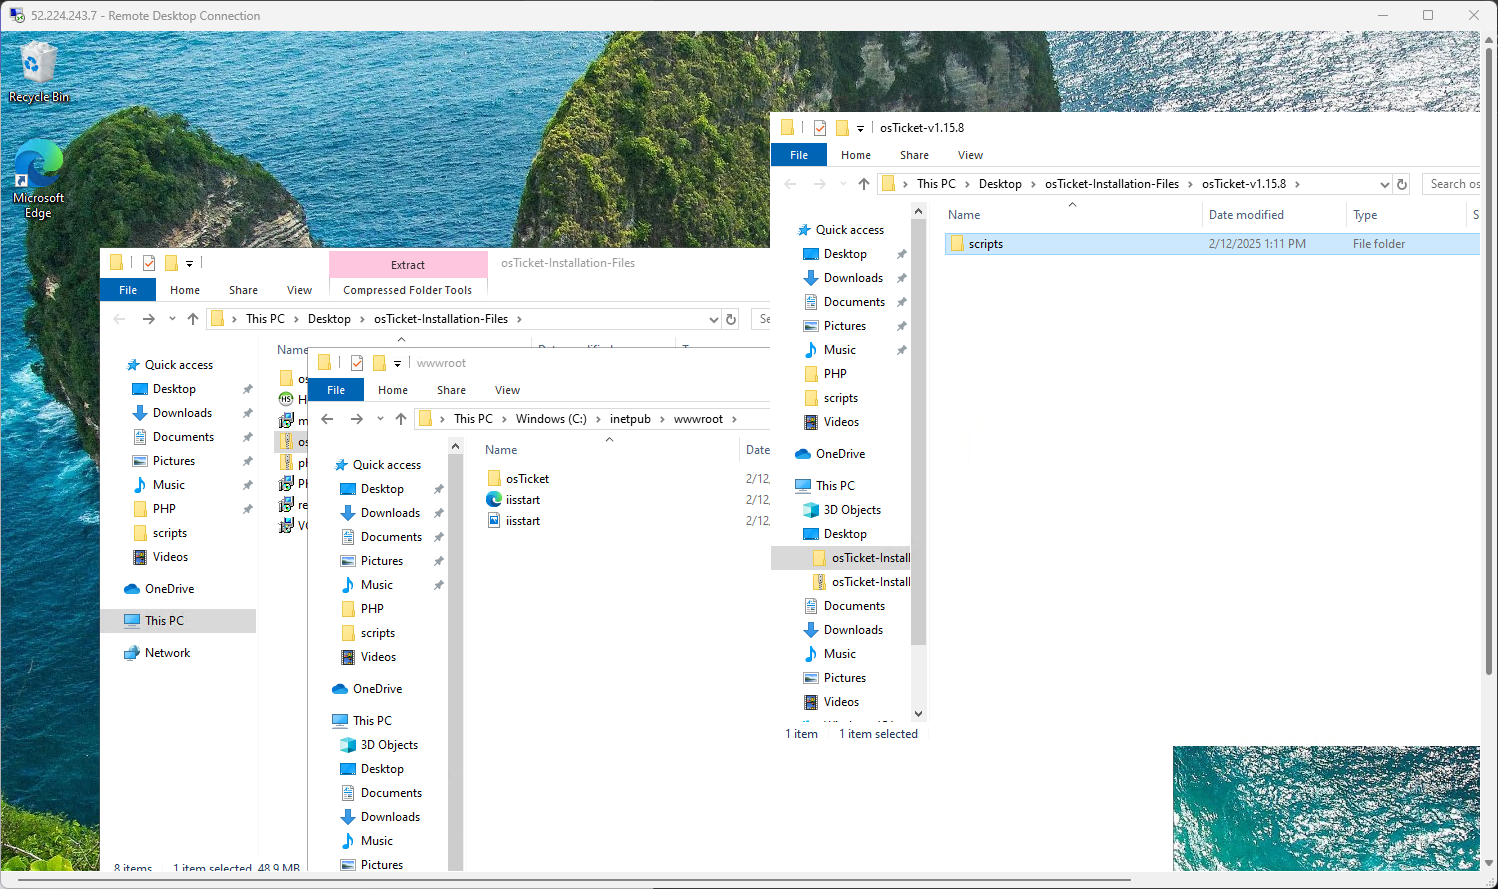 52.224.243.7 - Remote Desktop Connection
Recycle Bin
Microsoft
Edge
osTicket-v1.15.8
File
Home
Share
View
This PC
Desktop
osTicket-Installation-Files
osTicket-v1.15.8
Search os
Name
Date modified
Type
S
scripts
2/12/2025 1:11 PM
File folder
Quick access
Desktop
Downloads
Documents
Pictures
Music
PHP
scripts
Videos
OneDrive
This PC
3D Objects
Desktop
osTicket-Install
osTicket-Install
Documents
Downloads
Music
Pictures
Videos
1 item
1 item selected
Extract
osTicket-Installation-Files
File
Home
Share
View
Compressed Folder Tools
This PC
Desktop
osTicket-Installation-Files
Se
Name
Quick access
Desktop
Downloads
Documents
Pictures
Music
PHP
scripts
Videos
OneDrive
This PC
Network
os
H
m
os
ph
PH
re
VC
8 items
1 item selected 48.9 MB
wwwroot
File
Home
Share
View
This PC
Windows (C:)
inetpub
wwwroot
Name
Date
osTicket
2/12,
iisstart
2/12,
iisstart
2/12,
Quick access
Desktop
Downloads
Documents
Pictures
Music
PHP
scripts
Videos
OneDrive
This PC
3D Objects
Desktop
Documents
Downloads
Music
Pictures